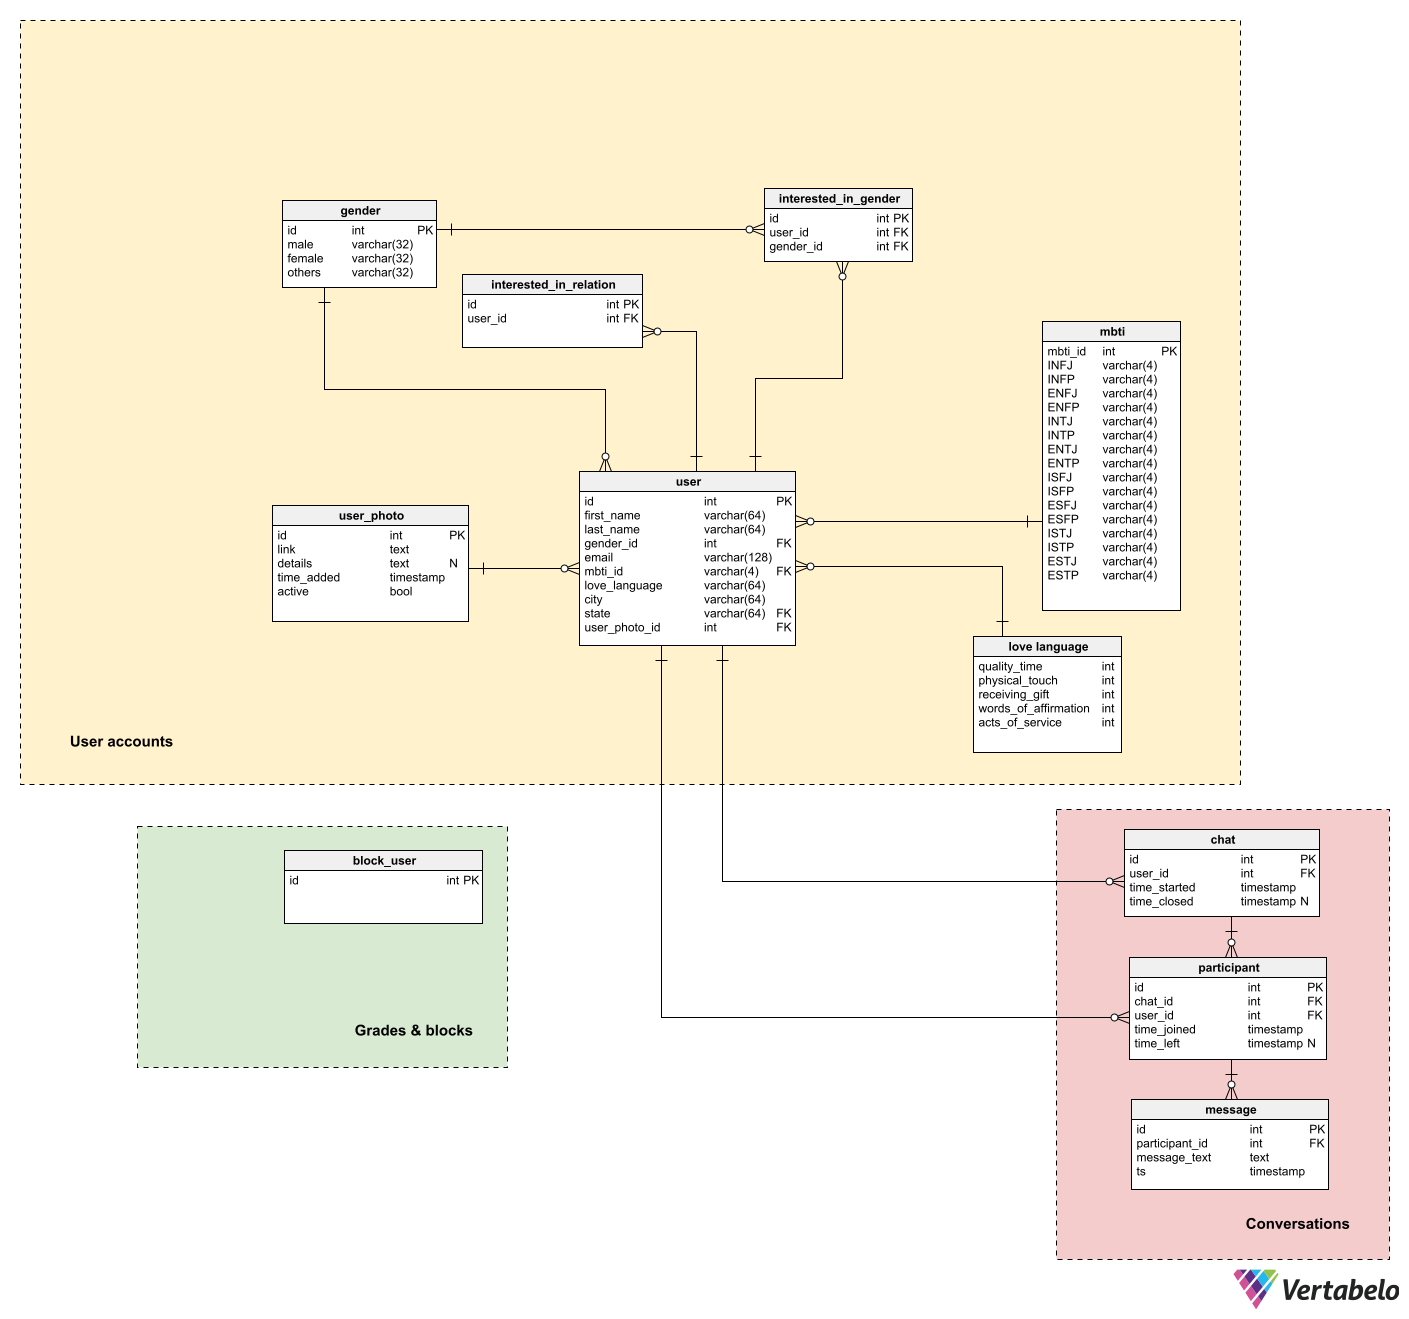 gender
id int PK
male varchar(32)
female varchar(32)
others varchar(32)
interested_in_gender
id int PK
user_id int FK
gender_id int FK
interested_in_relation
id int PK
user_id int FK
mbti
mbti_id int PK
INFJ varchar(4)
INFP varchar(4)
ENFJ varchar(4)
ENFP varchar(4)
INTJ varchar(4)
INTP varchar(4)
ENTJ varchar(4)
ENTP varchar(4)
ISFJ varchar(4)
ISFP varchar(4)
ESFJ varchar(4)
ESFP varchar(4)
ISTJ varchar(4)
ISTP varchar(4)
ESTJ varchar(4)
ESTP varchar(4)
user
id int PK
first_name varchar(64)
last_name varchar(64)
gender_id int FK
email varchar(128)
mbti_id varchar(4) FK
love_language varchar(64)
city varchar(64)
state varchar(64) FK
user_photo_id int FK
user_photo
id int PK
link text
details text N
time_added timestamp
active bool
love language
quality_time int
physical_touch int
receiving_gift int
words_of_affirmation int
acts_of_service int
User accounts
block_user
id int PK
Grades & blocks
chat
id int PK
user_id int FK
time_started timestamp
time_closed timestamp N
participant
id int PK
chat_id int FK
user_id int FK
time_joined timestamp
time_left timestamp N
message
id int PK
participant_id int FK
message_text text
ts timestamp
Conversations
Vertabelo